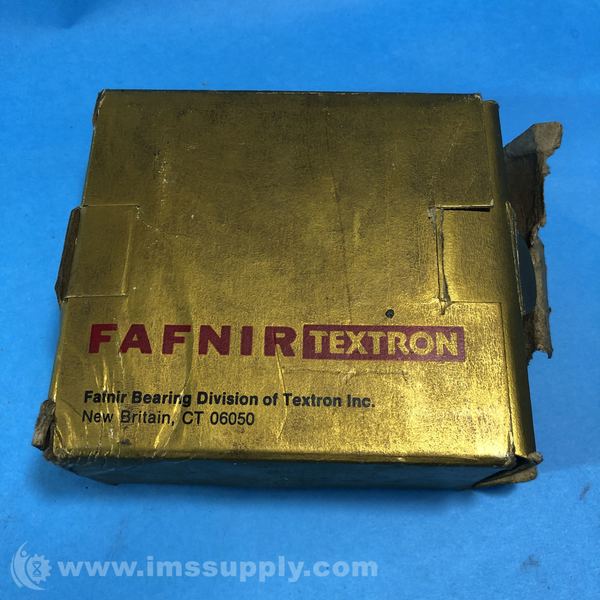 FAFNIR TEXTRON
Fafnir Bearing Division of Textron Inc.
New Britain, CT 06050
www.imssupply.com